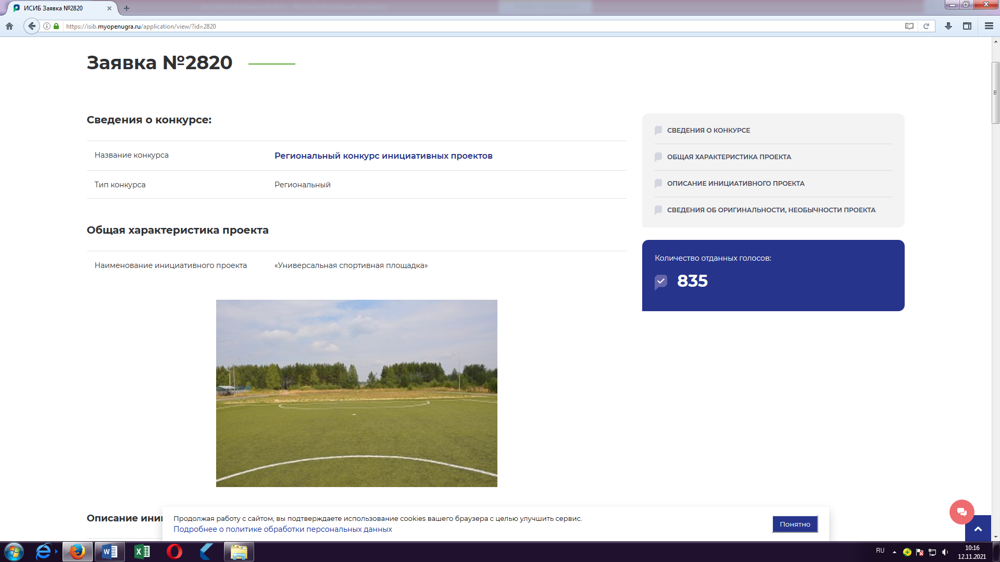 ИСИБ Заявка №2820
https://isib.myopenugra.ru/application/view/?id=2820
Заявка №2820
Сведения о конкурсе:
Название конкурса
Региональный конкурс инициативных проектов
Тип конкурса
Региональный
Общая характеристика проекта
Наименование инициативного проекта
«Универсальная спортивная площадка»
СВЕДЕНИЯ О КОНКУРСЕ
ОБЩАЯ ХАРАКТЕРИСТИКА ПРОЕКТА
ОПИСАНИЕ ИНИЦИАТИВНОГО ПРОЕКТА
СВЕДЕНИЯ ОБ ОРИГИНАЛЬНОСТИ, НЕОБЫЧНОСТИ ПРОЕКТА
Количество отданных голосов:
835
Описание
Продолжая работу с сайтом, вы подтверждаете использование cookies вашего браузера с целью улучшить сервис.
Подробнее о политике обработки персональных данных
Понятно
RU
10:16
12.11.2021